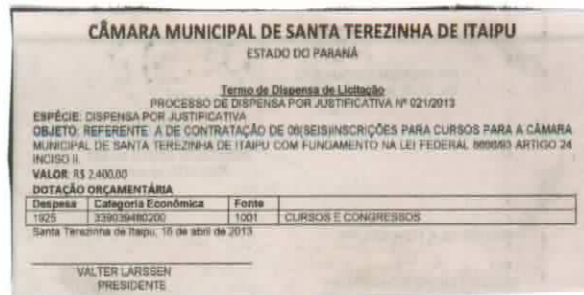 CÂMARA MUNICIPAL DE SANTA TEREZINHA DE ITAIPU
ESTADO DO PARANÁ
Termo de Dispensa de Licitação
PROCESSO DE DISPENSA POR JUSTIFICATIVA Nº 021/2013
ESPÉCIE: DISPENSA POR JUSTIFICATIVA
OBJETO: REFERENTE A DE CONTRATAÇÃO DE 06(SEIS)INSCRIÇÕES PARA CURSOS PARA A CÂMARA
MUNICIPAL DE SANTA TEREZINHA DE ITAIPU COM FUNDAMENTO NA LEI FEDERAL 8666/93 ARTIGO 24
INCISO II.
VALOR: R$ 2.400,00
DOTAÇÃO ORÇAMENTÁRIA
Despesa Categoria Econômica Fonte
1925 339039480200 1001 CURSOS E CONGRESSOS
Santa Terezinha de Itaipu, 16 de abril de 2013
VALTER LARSSEN
PRESIDENTE